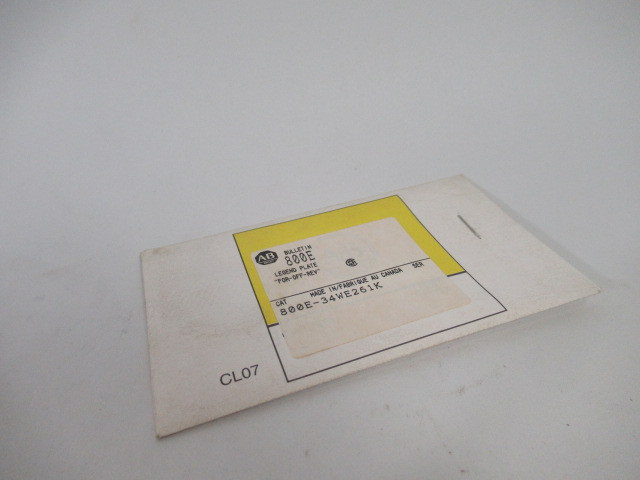 AB
BULLETIN
800E
LEGEND PLATE
"FOR-OFF-REV"
CAT MADE IN/FABRIQUE AU CANADA SER
800E-34WE261K
CL07